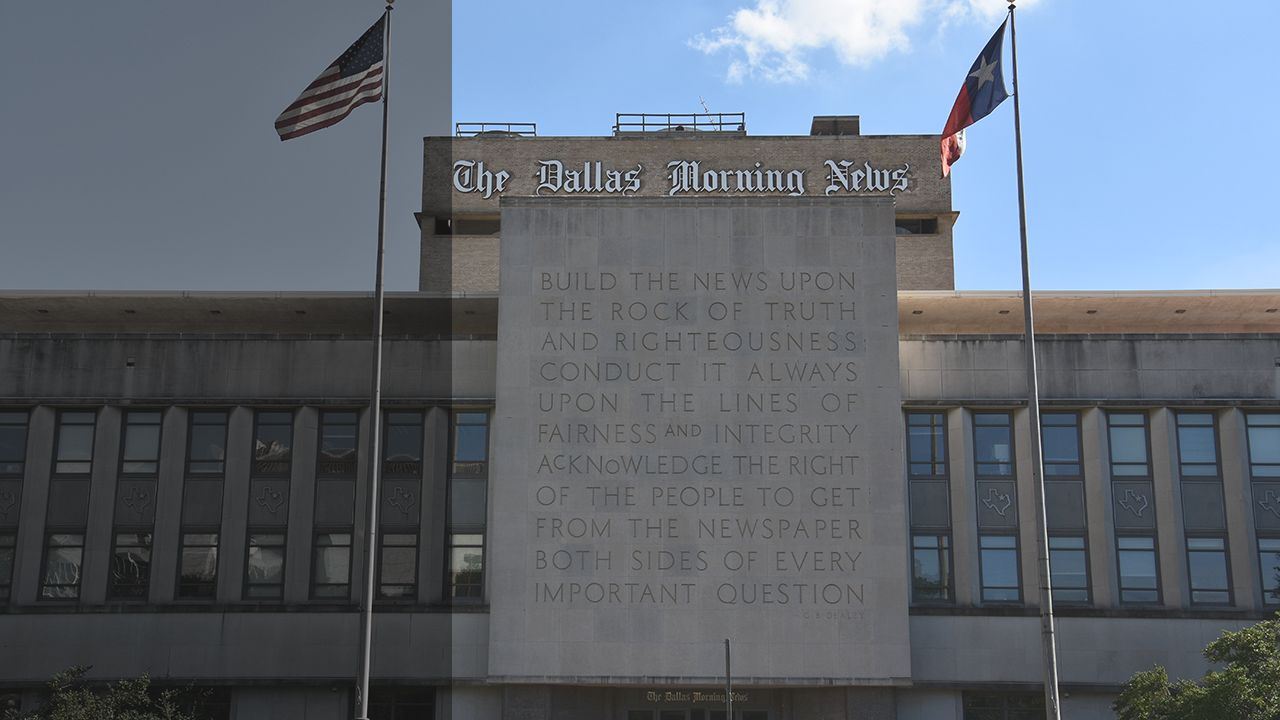 The Dallas Morning News
BUILD THE NEWS UPON
THE ROCK OF TRUTH
AND RIGHTEOUSNESS
CONDUCT IT ALWAYS
UPON THE LINES OF
FAIRNESS AND INTEGRITY
ACKNoWLEDGE THE RIGHT
OF THE PEOPLE TO GET
FROM THE NEWSPAPER
BOTH SIDES OF EVERY
IMPORTANT QUESTION
G B DEALEY
The Dallas Morning News